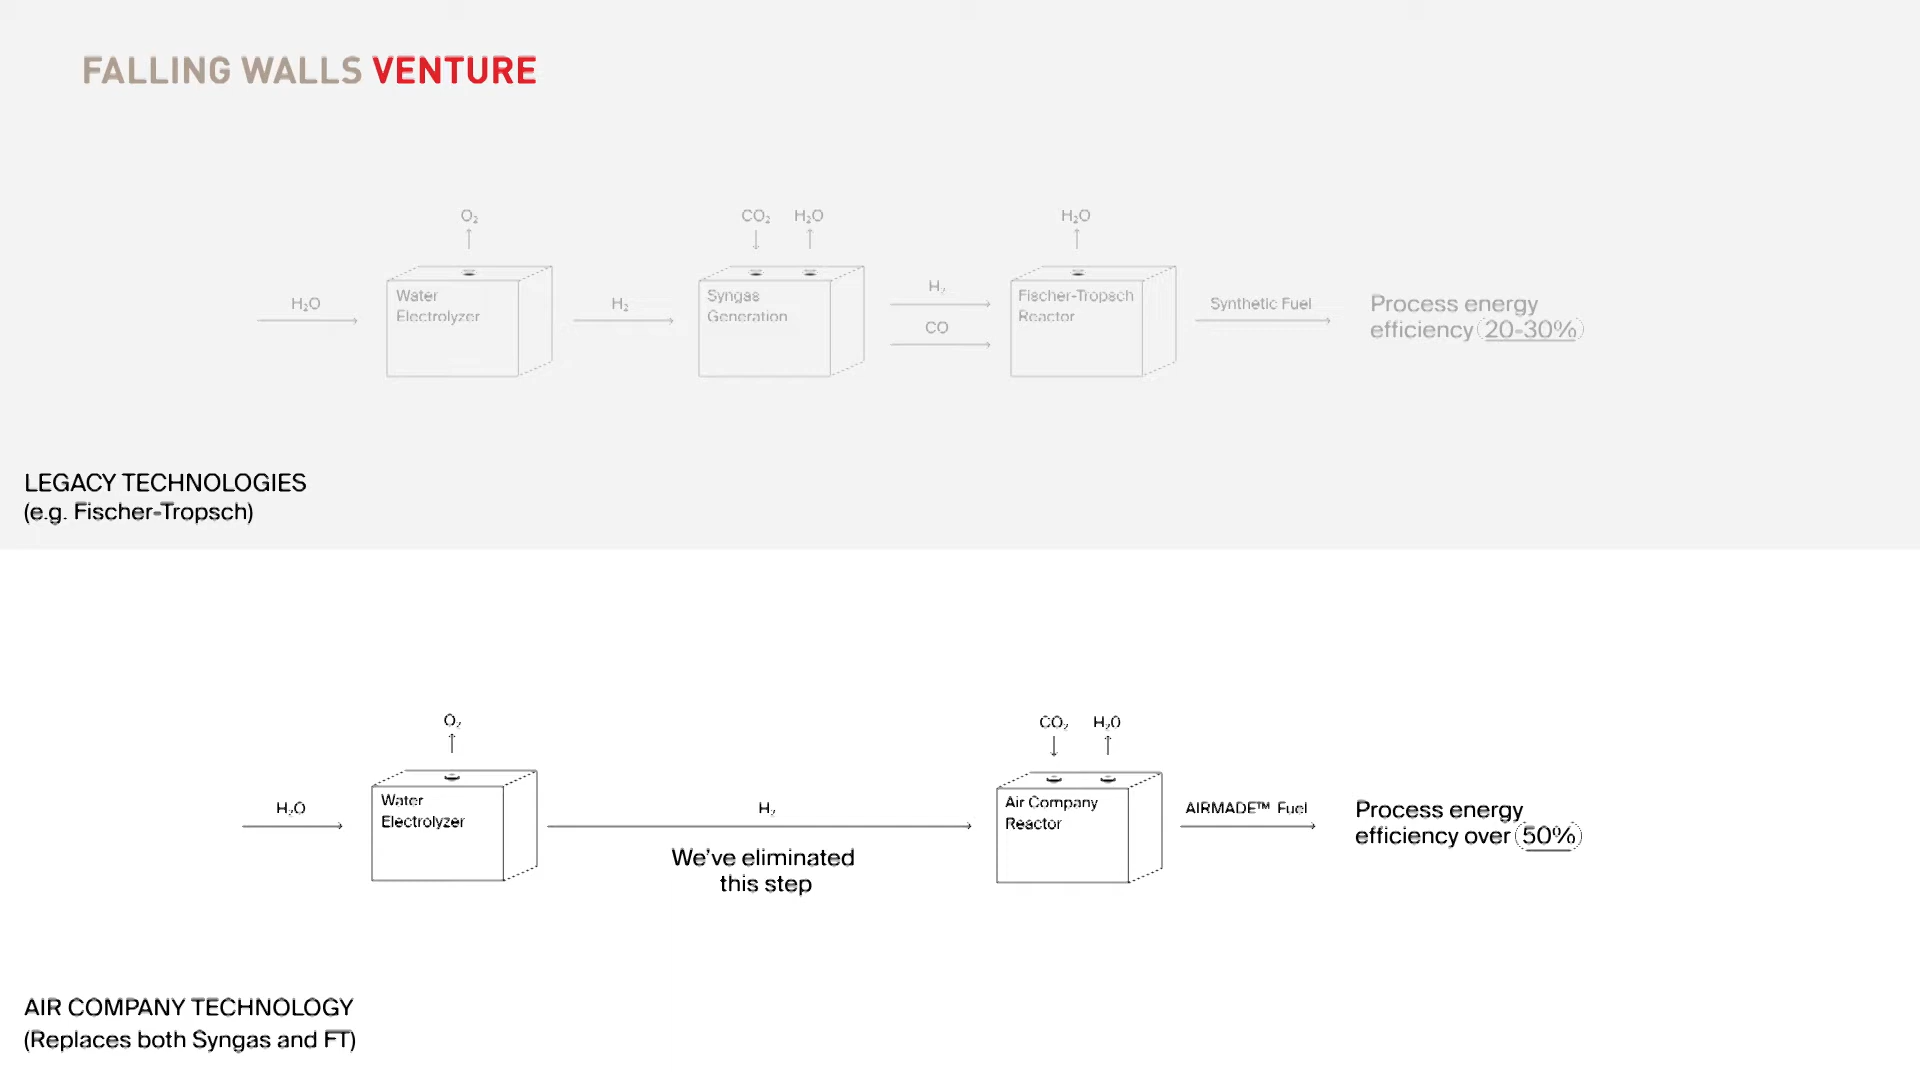 FALLING WALLS VENTURE
O₂
CO₂ H₂O
H₂O
H₂O
Water
Electrolyzer
H₂
Syngas
Generation
H₂
CO
Fischer-Tropsch
Reactor
Synthetic Fuel
Process energy
efficiency 20-30%
LEGACY TECHNOLOGIES
(e.g. Fischer-Tropsch)
O₂
CO₂ H₂O
H₂O
Water
Electrolyzer
H₂
We've eliminated
this step
Air Company
Reactor
AIRMADE™ Fuel
Process energy
efficiency over 50%
AIR COMPANY TECHNOLOGY
(Replaces both Syngas and FT)